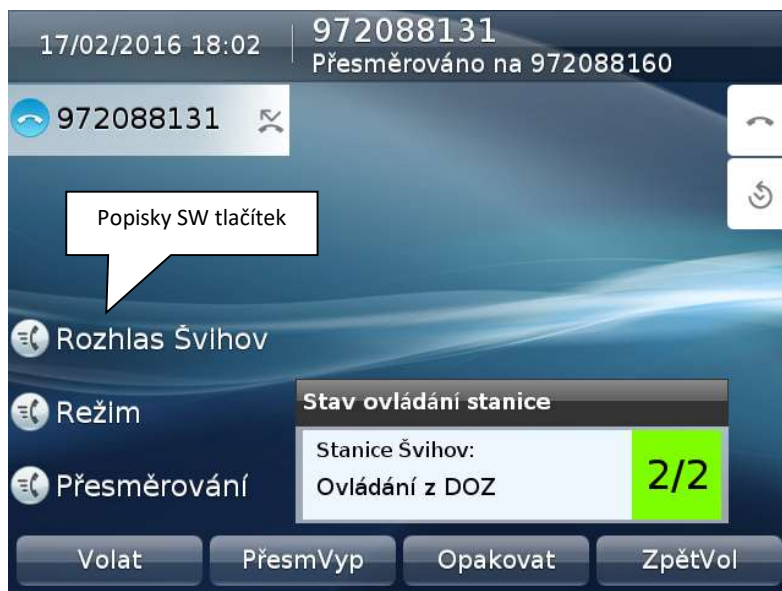 17/02/2016 18:02
972088131
Přesměrováno na 972088160
972088131
Popisky SW tlačítek
Rozhlas Švihov
Režim
Přesměrování
Stav ovládání stanice
Stanice Švihov:
Ovládání z DOZ
2/2
Volat
PřesmVyp
Opakovat
ZpětVol